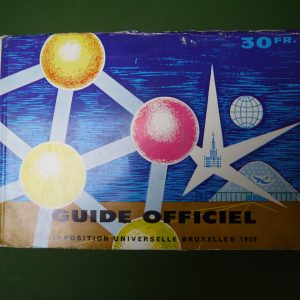 30 FR.
GUIDE OFFICIEL
EXPOSITION UNIVERSELLE BRUXELLES 1958